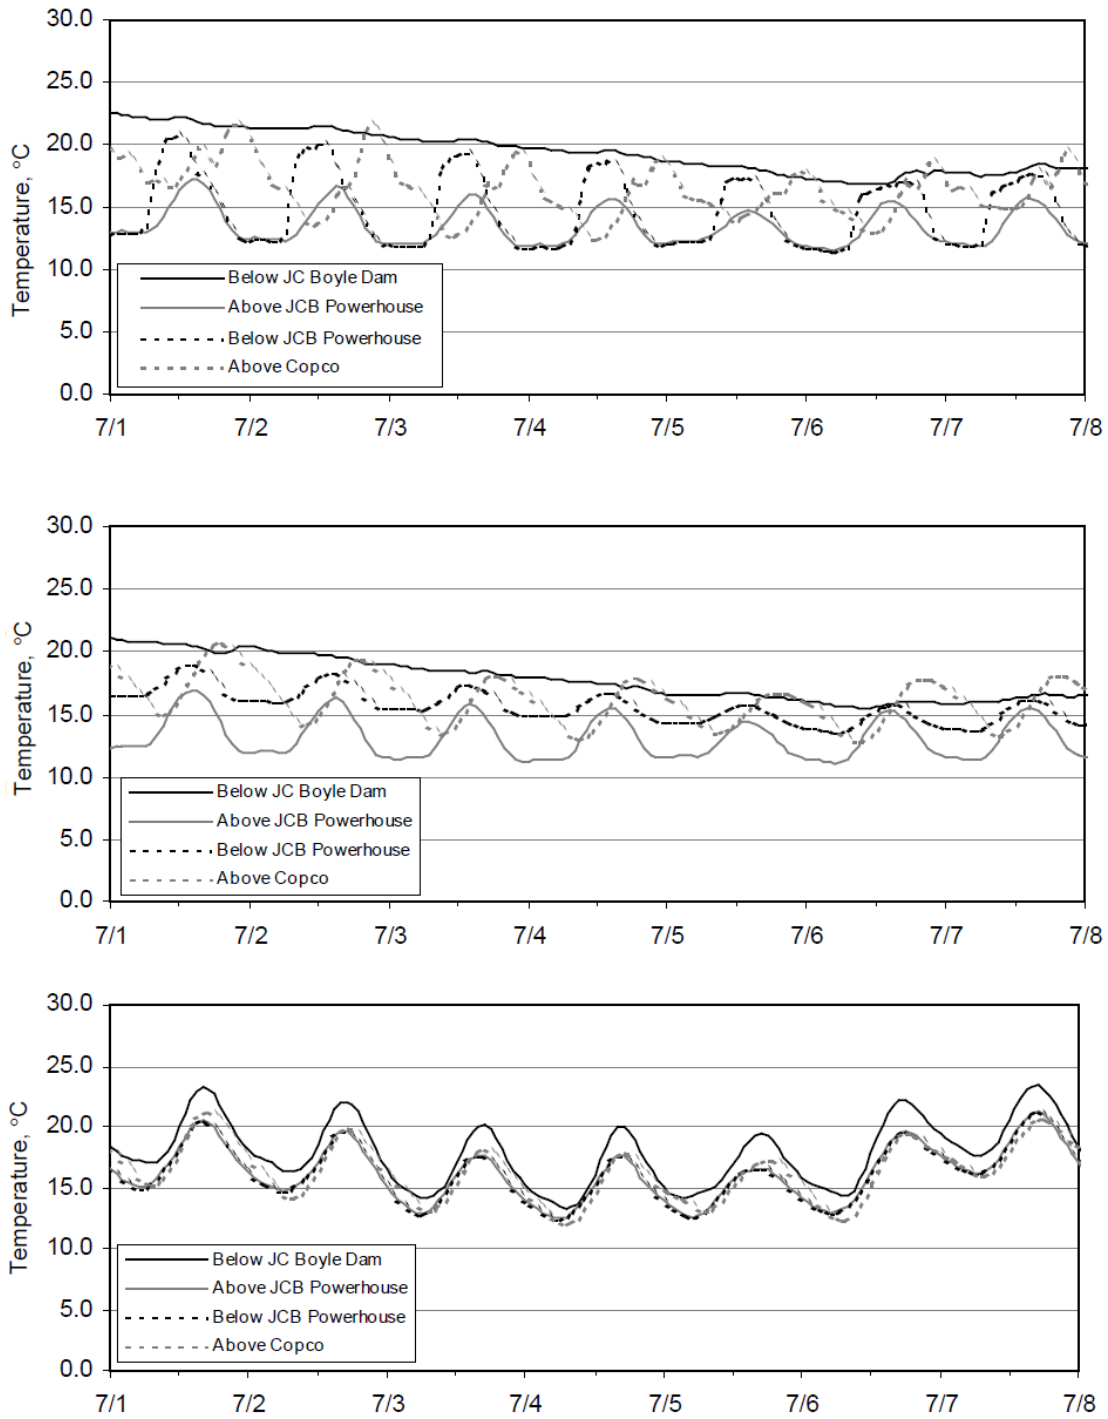 30.0
25.0
20.0
15.0
10.0
5.0
0.0
Temperature, °C
Below JC Boyle Dam
Above JCB Powerhouse
Below JCB Powerhouse
Above Copco
7/1 7/2 7/3 7/4 7/5 7/6 7/7 7/8
30.0
25.0
20.0
15.0
10.0
5.0
0.0
Temperature, °C
Below JC Boyle Dam
Above JCB Powerhouse
Below JCB Powerhouse
Above Copco
7/1 7/2 7/3 7/4 7/5 7/6 7/7 7/8
30.0
25.0
20.0
15.0
10.0
5.0
0.0
Temperature, °C
Below JC Boyle Dam
Above JCB Powerhouse
Below JCB Powerhouse
Above Copco
7/1 7/2 7/3 7/4 7/5 7/6 7/7 7/8